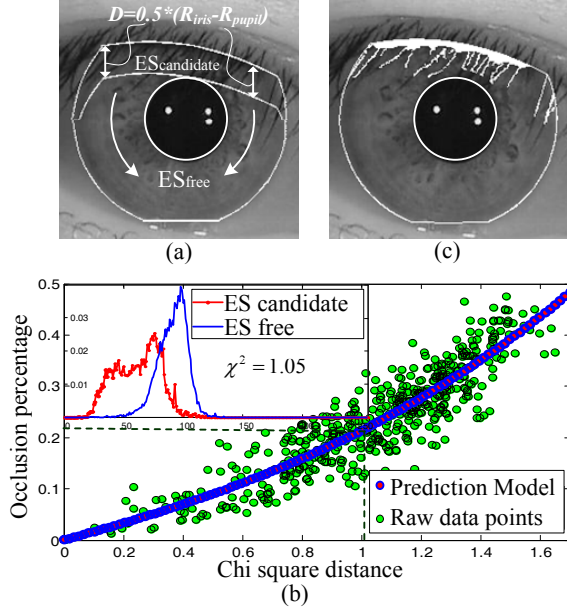 D=0.5*(R_iris-R_pupil)
EScandidate
ESfree
(a)
(c)
Occlusion percentage
0.5
0.4
0.3
0.2
0.1
0
0.03
0.02
0.01
0
50
100
150
ES candidate
ES free
χ² = 1.05
Prediction Model
Raw data points
0
0.2
0.4
0.6
0.8
1
1.2
1.4
1.6
Chi square distance
(b)